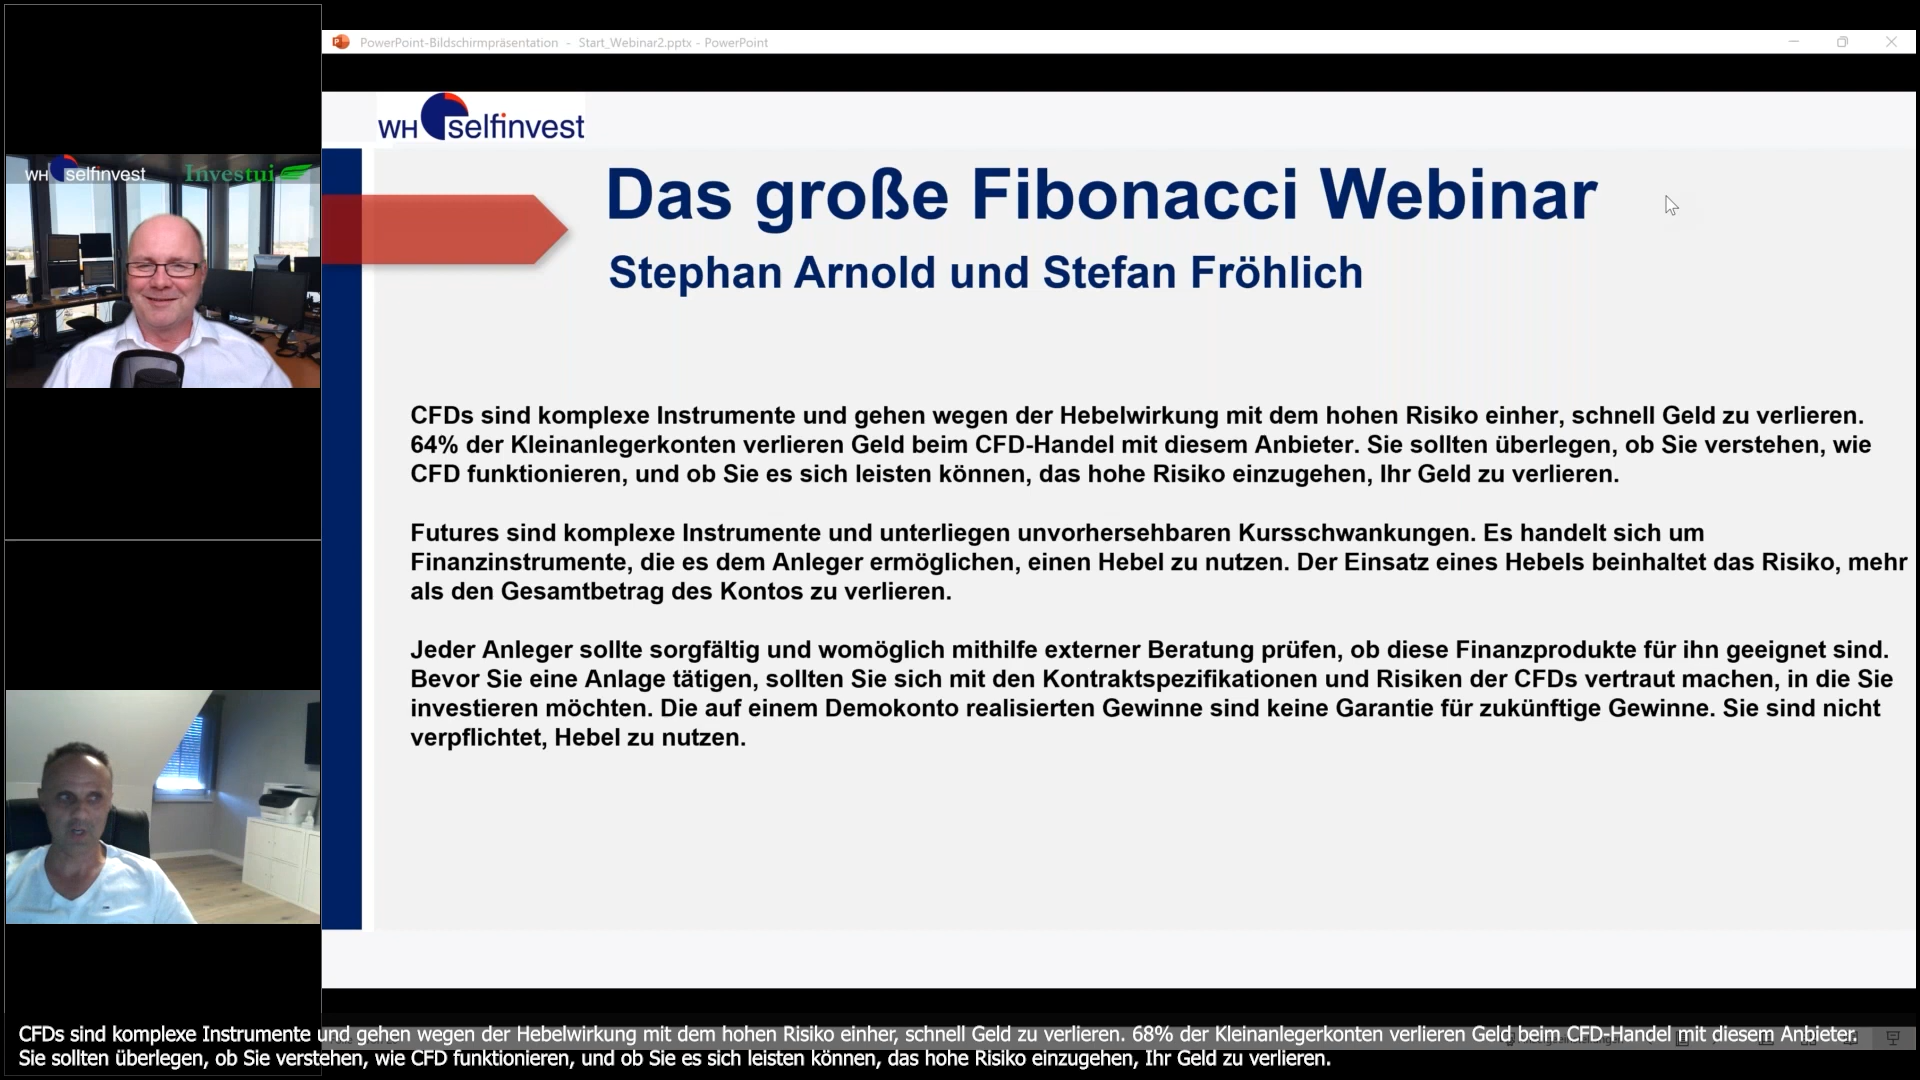 PowerPoint-Bildschirmpräsentation - Start_Webinar2.pptx - PowerPoint
WH selfinvest
Das große Fibonacci Webinar
Stephan Arnold und Stefan Fröhlich
WH selfinvest Investui
CFDs sind komplexe Instrumente und gehen wegen der Hebelwirkung mit dem hohen Risiko einher, schnell Geld zu verlieren.
64% der Kleinanlegerkonten verlieren Geld beim CFD-Handel mit diesem Anbieter. Sie sollten überlegen, ob Sie verstehen, wie
CFD funktionieren, und ob Sie es sich leisten können, das hohe Risiko einzugehen, Ihr Geld zu verlieren.
Futures sind komplexe Instrumente und unterliegen unvorhersehbaren Kursschwankungen. Es handelt sich um
Finanzinstrumente, die es dem Anleger ermöglichen, einen Hebel zu nutzen. Der Einsatz eines Hebels beinhaltet das Risiko, mehr
als den Gesamtbetrag des Kontos zu verlieren.
Jeder Anleger sollte sorgfältig und womöglich mithilfe externer Beratung prüfen, ob diese Finanzprodukte für ihn geeignet sind.
Bevor Sie eine Anlage tätigen, sollten Sie sich mit den Kontraktspezifikationen und Risiken der CFDs vertraut machen, in die Sie
investieren möchten. Die auf einem Demokonto realisierten Gewinne sind keine Garantie für zukünftige Gewinne. Sie sind nicht
verpflichtet, Hebel zu nutzen.
CFDs sind komplexe Instrumente und gehen wegen der Hebelwirkung mit dem hohen Risiko einher, schnell Geld zu verlieren. 68% der Kleinanlegerkonten verlieren Geld beim CFD-Handel mit diesem Anbieter.
Sie sollten überlegen, ob Sie verstehen, wie CFD funktionieren, und ob Sie es sich leisten können, das hohe Risiko einzugehen, Ihr Geld zu verlieren.